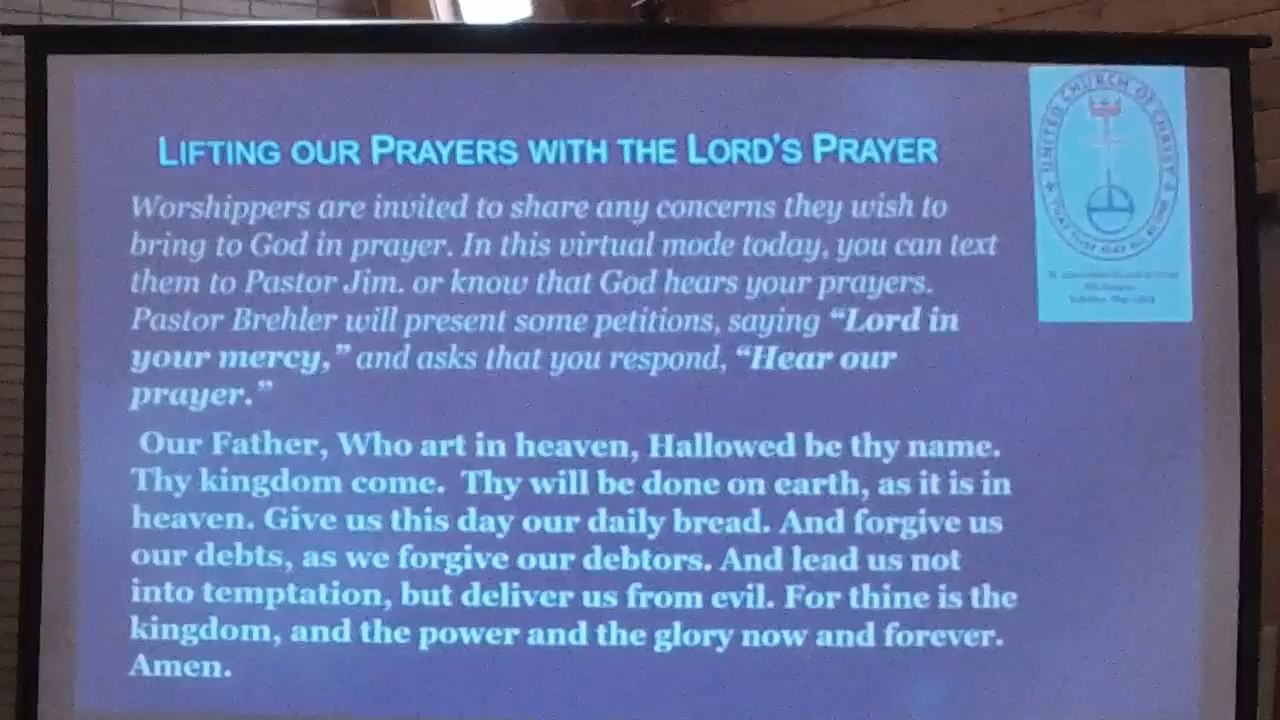 LIFTING OUR PRAYERS WITH THE LORD'S PRAYER
Worshippers are invited to share any concerns they wish to
bring to God in prayer. In this virtual mode today, you can text
them to Pastor Jim. or know that God hears your prayers.
Pastor Brehler will present some petitions, saying “Lord in
your mercy,” and asks that you respond, “Hear our
prayer.”
Our Father, Who art in heaven, Hallowed be thy name.
Thy kingdom come. Thy will be done on earth, as it is in
heaven. Give us this day our daily bread. And forgive us
our debts, as we forgive our debtors. And lead us not
into temptation, but deliver us from evil. For thine is the
kingdom, and the power and the glory now and forever.
Amen.
UNITED CHURCH OF CHRIST
THAT THEY MAY ALL BE ONE